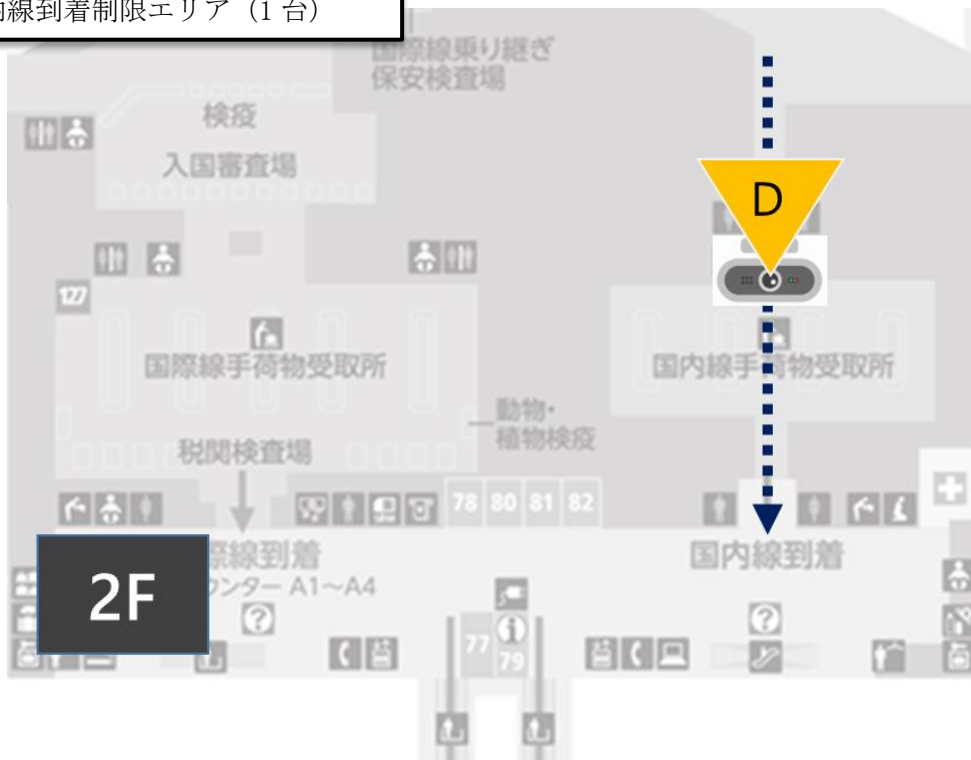 内線到着制限エリア（1 台）
国際線乗り継ぎ
保安検査場
検疫
入国審査場
D
177
国際線手荷物受取所
国内線手荷物受取所
動物・
植物検疫
税関検査場
78 80 81 82
際線到着
国内線到着
2F
ウンター A1～A4
77
79